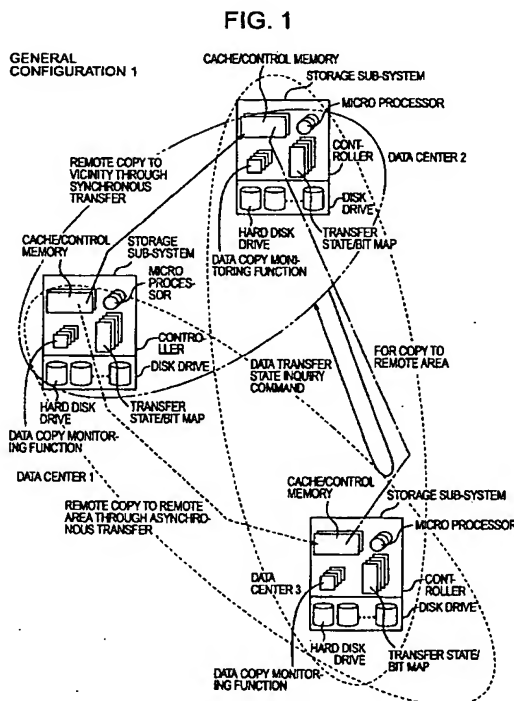 FIG. 1
GENERAL
CONFIGURATION 1
CACHE/CONTROL MEMORY
STORAGE SUB-SYSTEM
MICRO PROCESSOR
CONT-
ROLLER
DATA CENTER 2
DISK
DRIVE
HARD DISK
DRIVE
TRANSFER
STATE/BIT MAP
DATA COPY MONI-
TORING FUNCTION
REMOTE COPY TO
VICINITY THROUGH
SYNCHRONOUS
TRANSFER
CACHE/CONTROL
MEMORY
STORAGE
SUB-SYSTEM
MICRO
PROCES-
SOR
CONTR-
OLLER
DISK DRIVE
HARD DISK
DRIVE
TRANSFER
STATE/BIT MAP
DATA COPY MONITOR-
ING FUNCTION
DATA CENTER 1
DATA TRANSFER
STATE INQUIRY
COMMAND
FOR COPY TO
REMOTE AREA
REMOTE COPY TO REMOTE
AREA THROUGH ASYNCHRO-
NOUS TRANSFER
CACHE/CONTROL
MEMORY
STORAGE SUB-SYSTEM
MICRO PROCESSOR
DATA
CENTER 3
CONT-
ROLLER
DISK DRIVE
HARD DISK
DRIVE
TRANSFER STATE/
BIT MAP
DATA COPY MONITOR-
ING FUNCTION